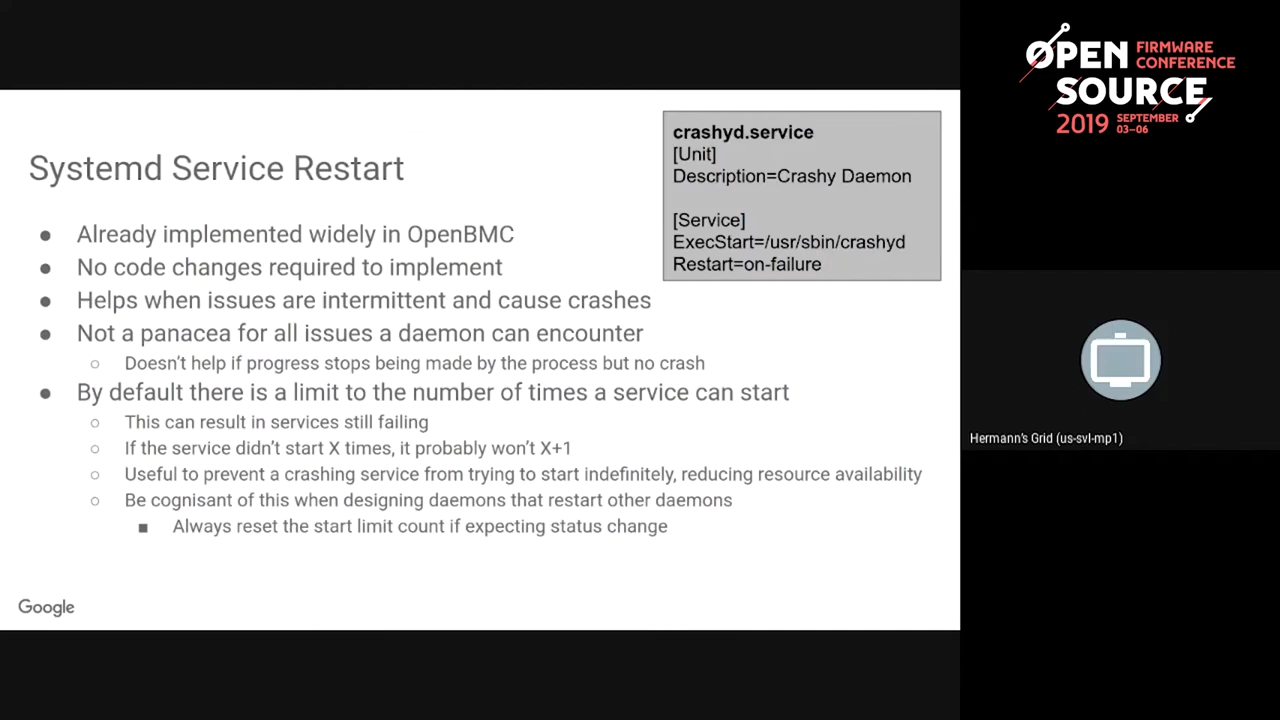 Systemd Service Restart
Already implemented widely in OpenBMC
No code changes required to implement
Helps when issues are intermittent and cause crashes
Not a panacea for all issues a daemon can encounter
Doesn't help if progress stops being made by the process but no crash
By default there is a limit to the number of times a service can start
This can result in services still failing
If the service didn't start X times, it probably won't X+1
Useful to prevent a crashing service from trying to start indefinitely, reducing resource availability
Be cognisant of this when designing daemons that restart other daemons
Always reset the start limit count if expecting status change
crashyd.service
[Unit]
Description=Crashy Daemon
[Service]
ExecStart=/usr/sbin/crashyd
Restart=on-failure
Google
OPEN FIRMWARE
CONFERENCE
SOURCE
2019 SEPTEMBER
03–06
Hermann's Grid (us-svl-mp1)